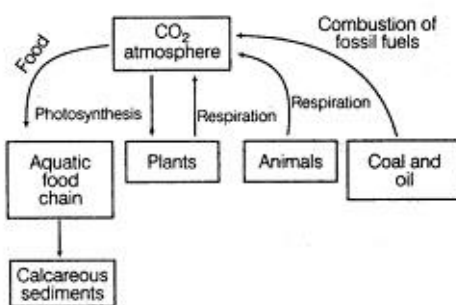 CO2
atmosphere
Combustion of
fossil fuels
Food
Photosynthesis
Respiration
Respiration
Aquatic
food
chain
Plants
Animals
Coal and
oil
Calcareous
sediments